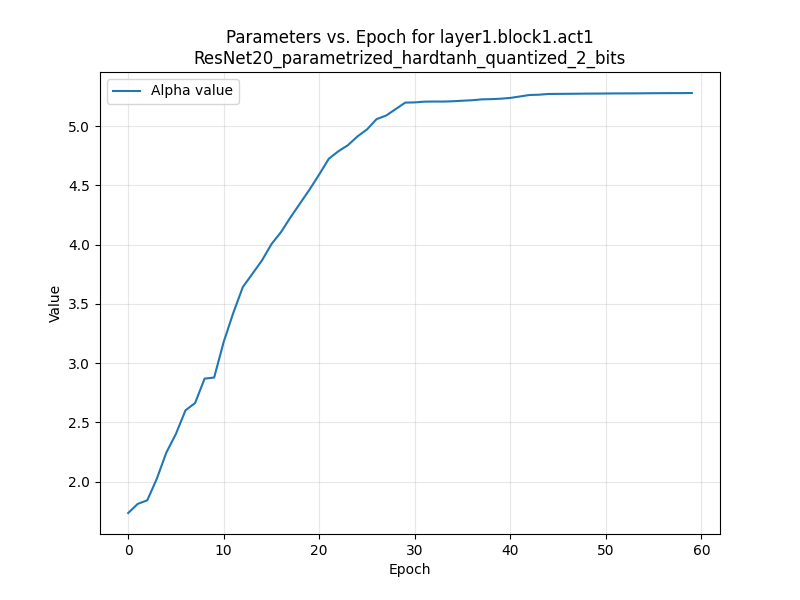 Parameters vs. Epoch for layer1.block1.act1
ResNet20_parametrized_hardtanh_quantized_2_bits
Alpha value
5.0
4.5
4.0
3.5
3.0
2.5
2.0
Value
0 10 20 30 40 50 60
Epoch